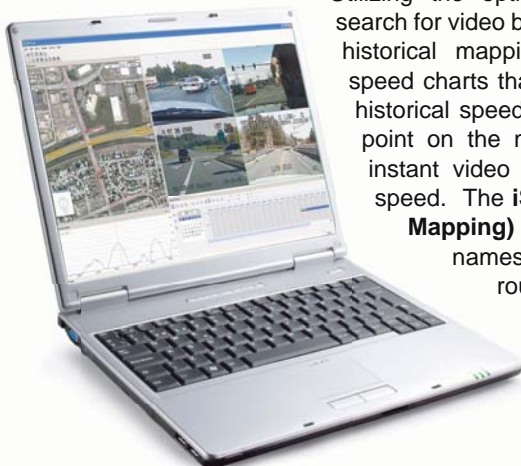 Utilizing the opti
search for video b
historical mappi
speed charts tha
historical speed
point on the
instant video
speed. The iS
Mapping)
names
rou